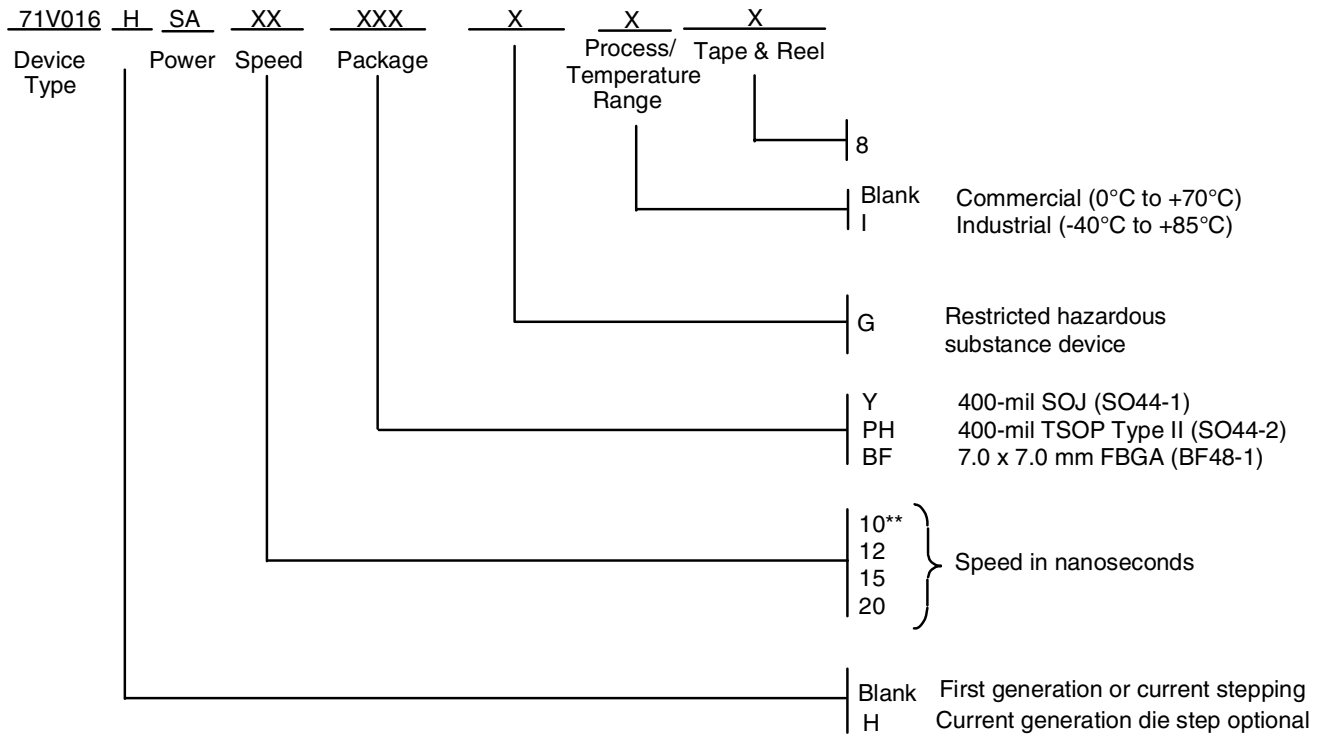 71V016 H SA XX XXX X X X
Device Type
Power
Speed
Package
Process/ Temperature Range
Tape & Reel
8
Blank Commercial (0°C to +70°C)
I Industrial (-40°C to +85°C)
G Restricted hazardous
substance device
Y 400-mil SOJ (SO44-1)
PH 400-mil TSOP Type II (SO44-2)
BF 7.0 x 7.0 mm FBGA (BF48-1)
10**
12
Speed in nanoseconds
15
20
Blank First generation or current stepping
H Current generation die step optional